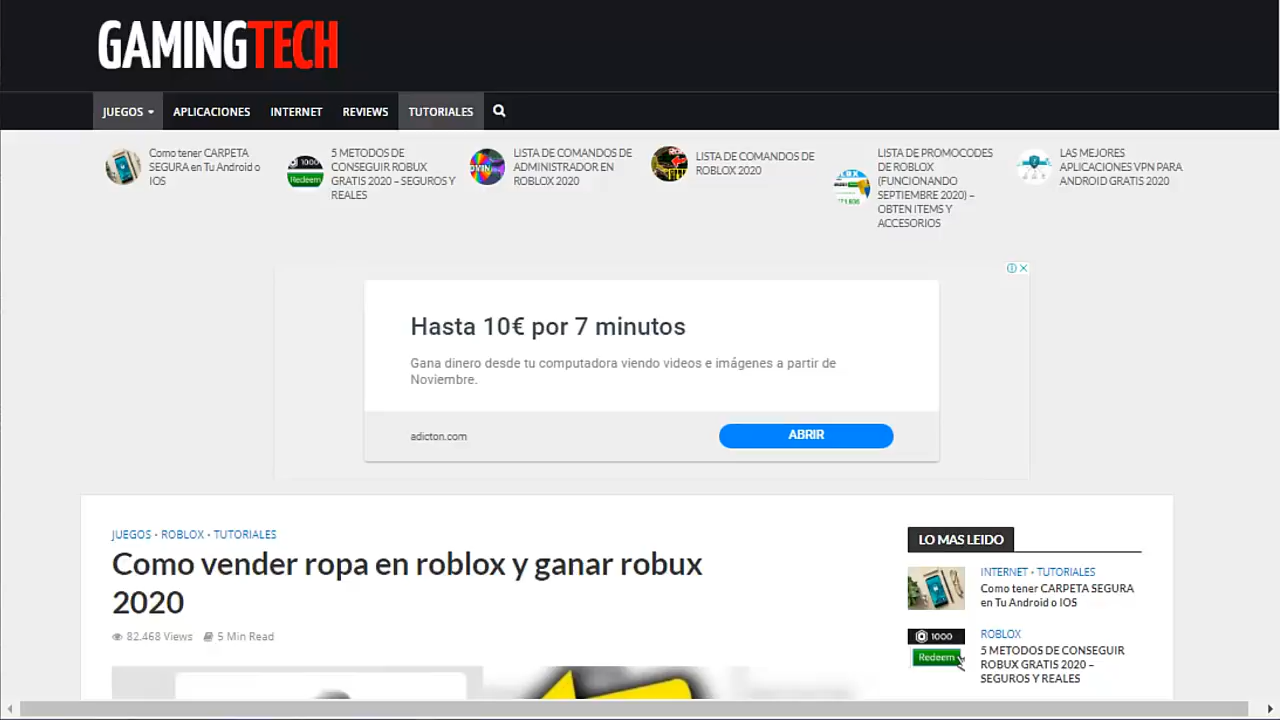 GAMINGTECH
JUEGOS
APLICACIONES
INTERNET
REVIEWS
TUTORIALES
Como tener CARPETA
SEGURA en Tu Android o
IOS
1000
Redeem
5 METODOS DE
CONSEGUIR ROBUX
GRATIS 2020 – SEGUROS Y
REALES
LISTA DE COMANDOS DE
ADMINISTRADOR EN
ROBLOX 2020
LISTA DE COMANDOS DE
ROBLOX 2020
LISTA DE PROMOCODES
DE ROBLOX
(FUNCIONANDO
SEPTIEMBRE 2020) –
OBTEN ITEMS Y
ACCESORIOS
LAS MEJORES
APLICACIONES VPN PARA
ANDROID GRATIS 2020
Hasta 10€ por 7 minutos
Gana dinero desde tu computadora viendo videos e imágenes a partir de
Noviembre.
adicton.com
ABRIR
JUEGOS • ROBLOX • TUTORIALES
Como vender ropa en roblox y ganar robux
2020
82.468 Views
5 Min Read
LO MAS LEIDO
INTERNET • TUTORIALES
Como tener CARPETA SEGURA
en Tu Android o IOS
1000
Redeem
ROBLOX
5 METODOS DE CONSEGUIR
ROBUX GRATIS 2020 –
SEGUROS Y REALES